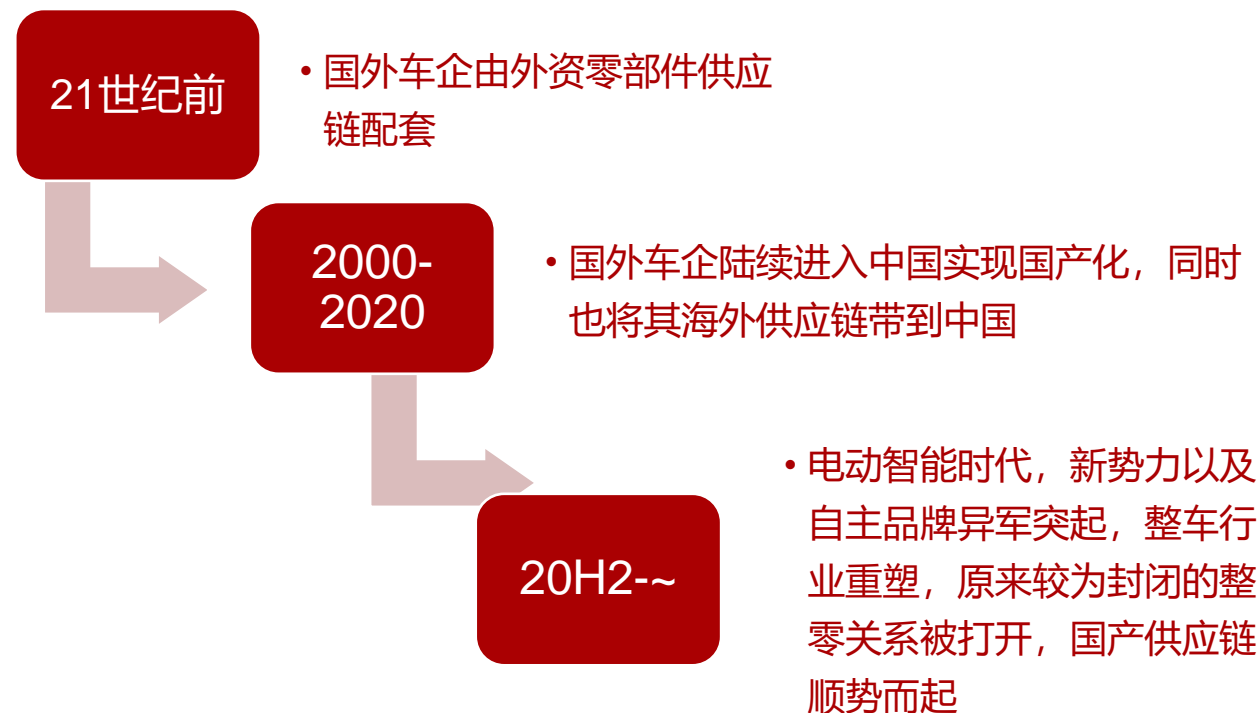 21世纪前
• 国外车企由外资零部件供应
链配套
2000-
2020
• 国外车企陆续进入中国实现国产化，同时
也将其海外供应链带到中国
20H2-~
• 电动智能时代，新势力以及
自主品牌异军突起，整车行
业重塑，原来较为封闭的整
零关系被打开，国产供应链
顺势而起